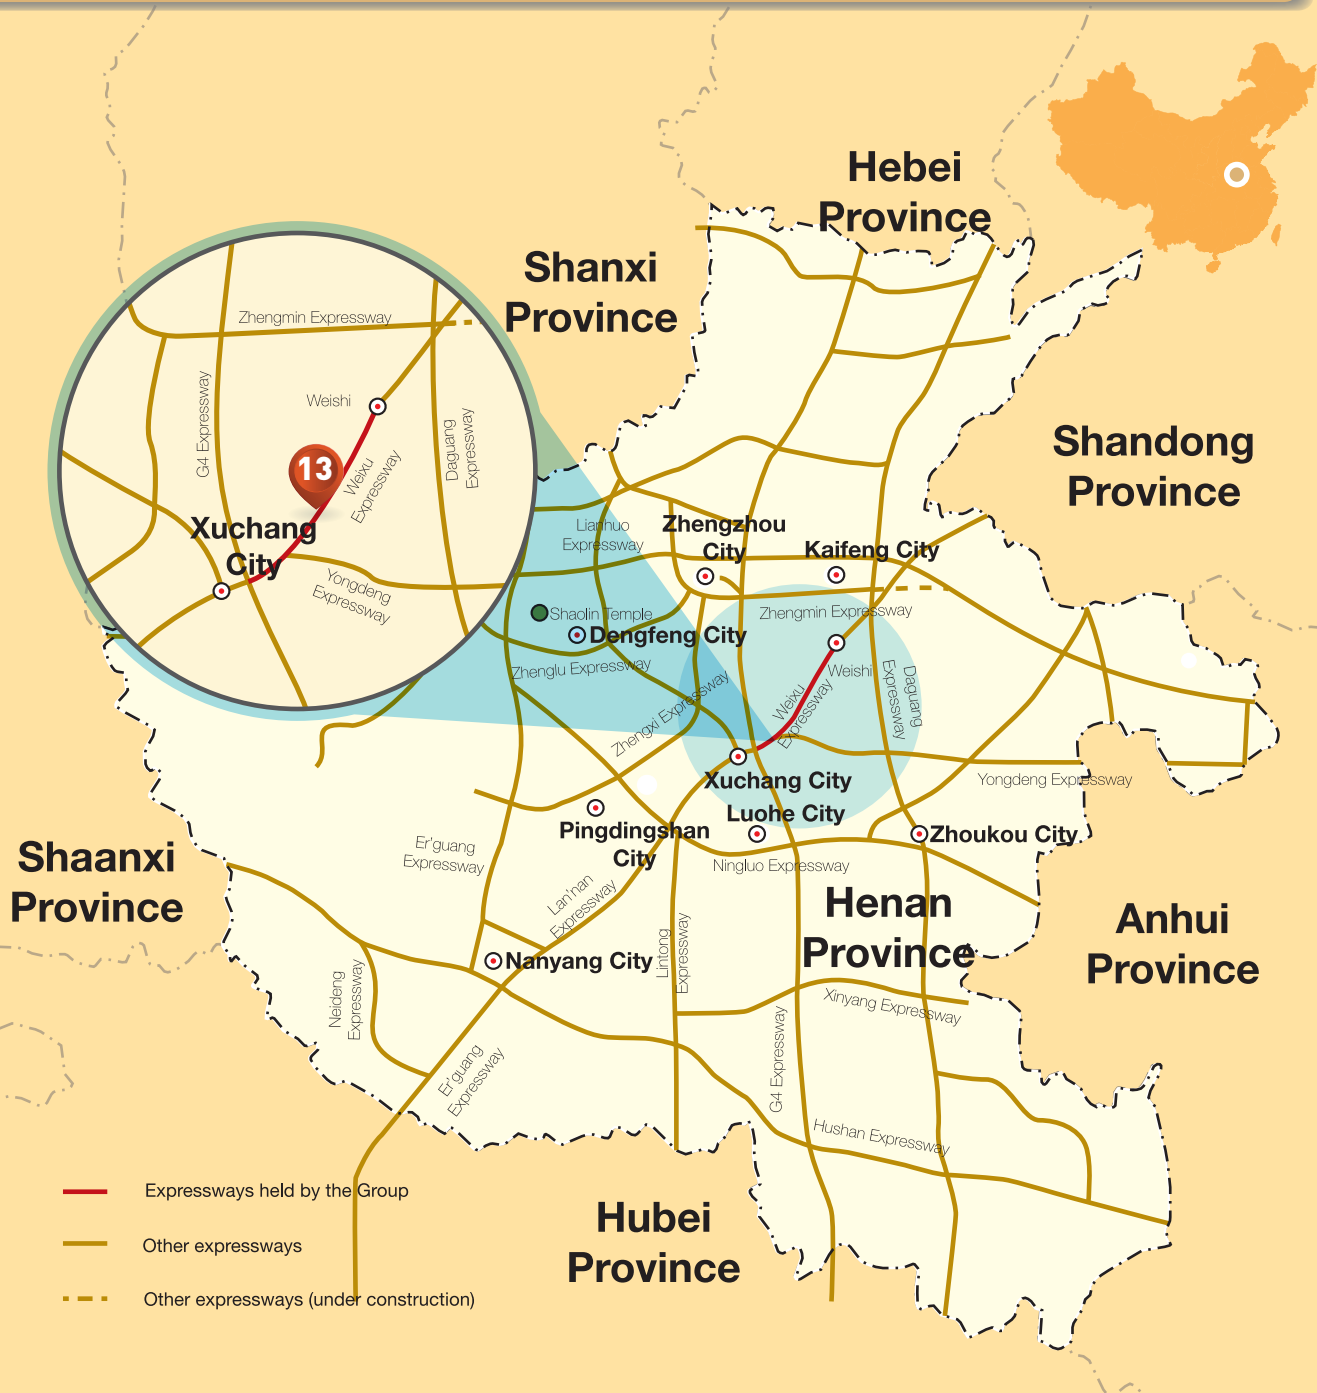 Hebei
Province
Shanxi
Province
Zhengmin Expressway
Weishi
G4 Expressway
Daguang
Expressway
13
Weixu
Expressway
Xuchang
City
Yongdeng
Expressway
Shandong
Province
Lianhuo
Expressway
Zhengzhou
City
Kaifeng City
Shaolin Temple
Dengfeng City
Zhengmin Expressway
Zhenglu Expressway
Weishi
Zhengxi Expressway
Weixu
Expressway
Daguang
Expressway
Xuchang City
Yongdeng Expressway
Luohe City
Pingdingshan
City
Zhoukou City
Ningluo Expressway
Er'guang
Expressway
Shaanxi
Province
Lan'nan
Expressway
Henan
Province
Anhui
Province
Nanyang City
Lintong
Expressway
Neideng
Expressway
Xinyang Expressway
G4 Expressway
Er'guang
Expressway
Hushan Expressway
Hubei
Province
Expressways held by the Group
Other expressways
Other expressways (under construction)